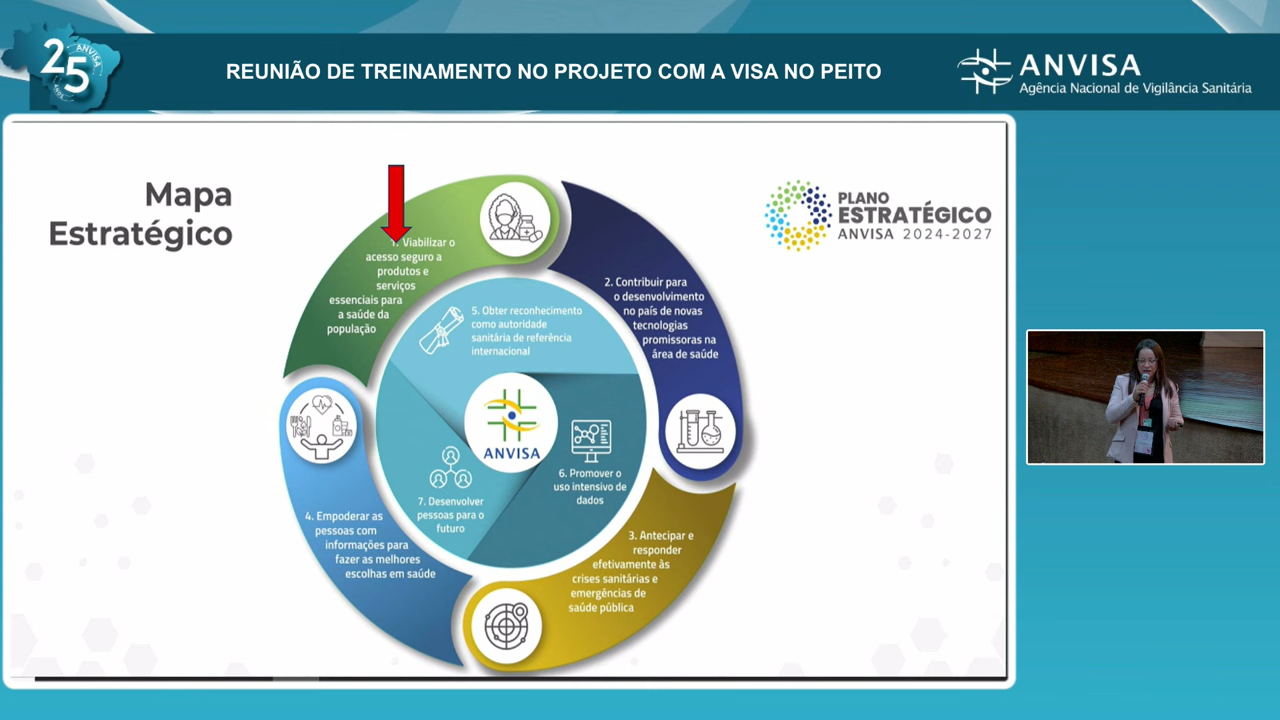 25
ANVISA
ANOS
REUNIÃO DE TREINAMENTO NO PROJETO COM A VISA NO PEITO
ANVISA
Agência Nacional de Vigilância Sanitária
Mapa
Estratégico
PLANO
ESTRATÉGICO
ANVISA 2024-2027
1. Viabilizar o
acesso seguro a
produtos e
serviços
essenciais para
a saúde da
população
2. Contribuir para
o desenvolvimento
no país de novas
tecnologias
promissoras na
área de saúde
5. Obter reconhecimento
como autoridade
sanitária de referência
internacional
ANVISA
6. Promover o
uso intensivo de
dados
7. Desenvolver
pessoas para o
futuro
4. Empoderar as
pessoas com
informações para
fazer as melhores
escolhas em saúde
3. Antecipar e
responder
efetivamente às
crises sanitárias e
emergências de
saúde pública